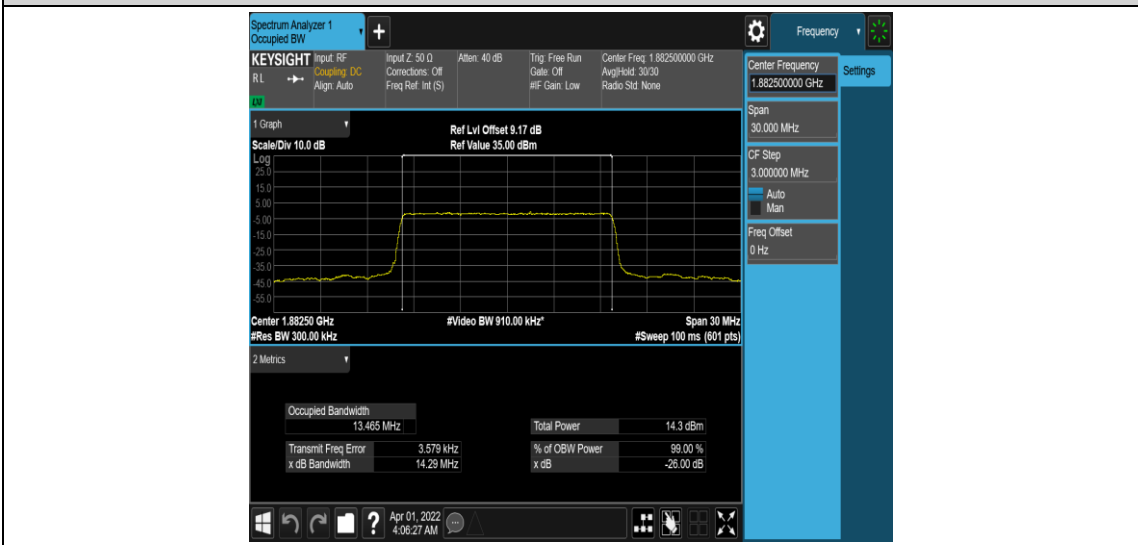 Spectrum Analyzer 1
Occupied BW
+
Frequency
KEYSIGHT
RL
LXI
Input: RF
Coupling: DC
Align: Auto
Input Z: 50 Ω
Corrections: Off
Freq Ref: Int (S)
Atten: 40 dB
Trig: Free Run
Gate: Off
#IF Gain: Low
Center Freq: 1.882500000 GHz
Avg|Hold: 30/30
Radio Std: None
Center Frequency
1.882500000 GHz
Settings
Span
30.000 MHz
CF Step
3.000000 MHz
Auto
Man
Freq Offset
0 Hz
1 Graph
Scale/Div 10.0 dB
Ref Lvl Offset 9.17 dB
Ref Value 35.00 dBm
Log
25.0
15.0
5.00
-5.00
-15.0
-25.0
-35.0
-45.0
-55.0
Center 1.88250 GHz
#Res BW 300.00 kHz
#Video BW 910.00 kHz*
Span 30 MHz
#Sweep 100 ms (601 pts)
2 Metrics
Occupied Bandwidth
13.465 MHz
Transmit Freq Error 3.579 kHz
x dB Bandwidth 14.29 MHz
Total Power 14.3 dBm
% of OBW Power 99.00 %
x dB -26.00 dB
?
Apr 01, 2022
4:06:27 AM